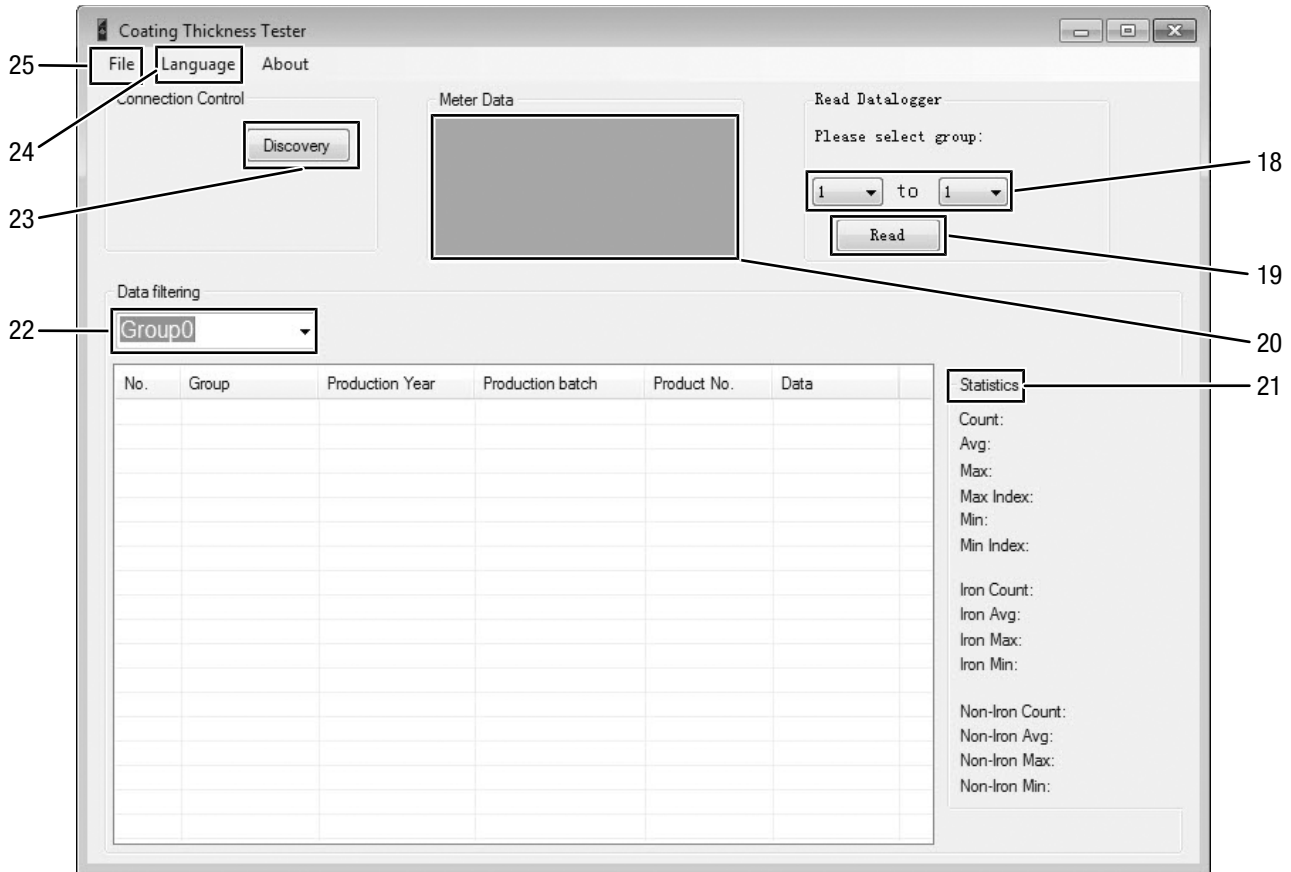 Coating Thickness Tester
25
File Language About
24
Connection Control
Discovery
23
Meter Data
Read Datalogger
Please select group:
1 to 1
18
Read
19
20
Data filtering
22
Group0
No. Group Production Year Production batch Product No. Data
Statistics
21
Count:
Avg:
Max:
Max Index:
Min:
Min Index:
Iron Count:
Iron Avg:
Iron Max:
Iron Min:
Non-Iron Count:
Non-Iron Avg:
Non-Iron Max:
Non-Iron Min: